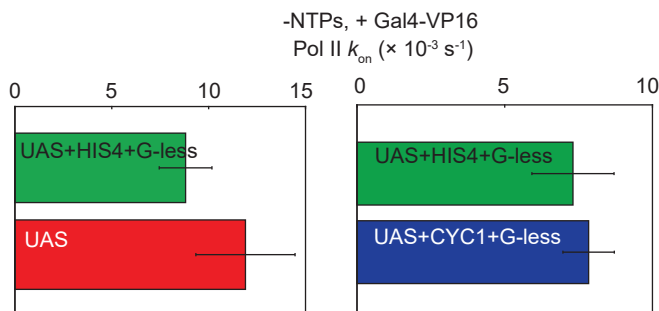 -NTPs, + Gal4-VP16
Pol II kon (× 10-3 s-1)
0 5 10 15
0 5 10
UAS+HIS4+G-less
UAS
UAS+HIS4+G-less
UAS+CYC1+G-less